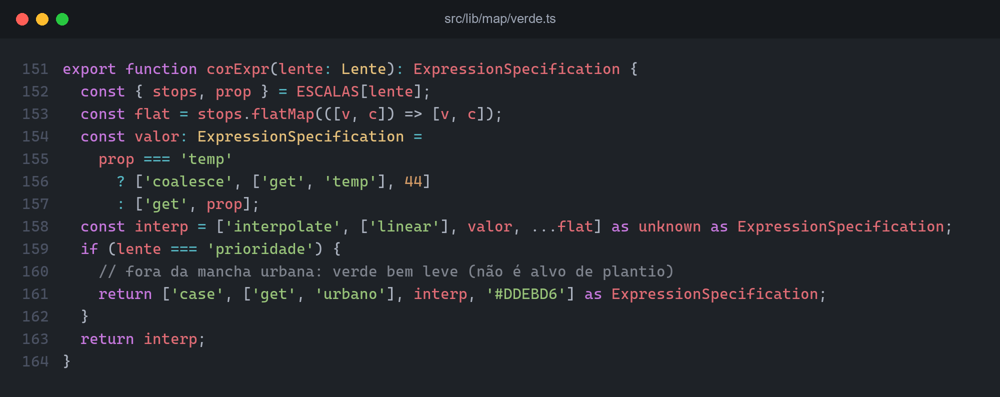 src/lib/map/verde.ts
151 export function corExpr(lente: Lente): ExpressionSpecification {
152   const { stops, prop } = ESCALAS[lente];
153   const flat = stops.flatMap(([v, c]) => [v, c]);
154   const valor: ExpressionSpecification =
155     prop === 'temp'
156       ? ['coalesce', ['get', 'temp'], 44]
157       : ['get', prop];
158   const interp = ['interpolate', ['linear'], valor, ...flat] as unknown as ExpressionSpecification;
159   if (lente === 'prioridade') {
160     // fora da mancha urbana: verde bem leve (não é alvo de plantio)
161     return ['case', ['get', 'urbano'], interp, '#DDEBD6'] as ExpressionSpecification;
162   }
163   return interp;
164 }